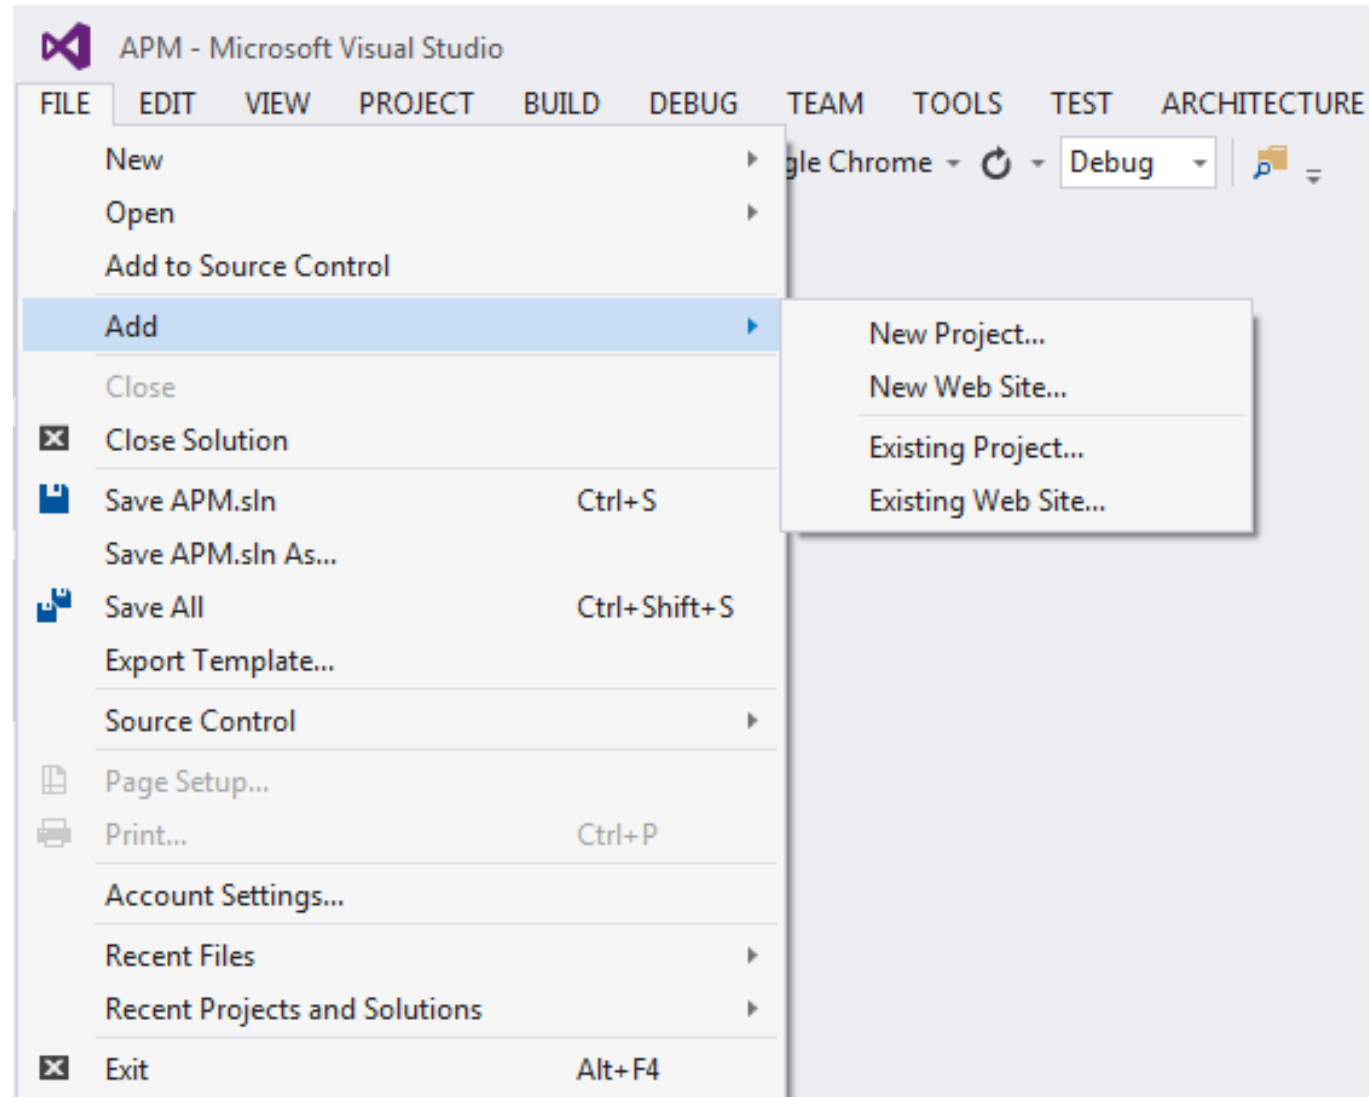 APM - Microsoft Visual Studio
FILE EDIT VIEW PROJECT BUILD DEBUG TEAM TOOLS TEST ARCHITECTURE
gle Chrome Debug
New
Open
Add to Source Control
Add
New Project...
New Web Site...
Existing Project...
Existing Web Site...
Close
Close Solution
Save APM.sln Ctrl+S
Save APM.sln As...
Save All Ctrl+Shift+S
Export Template...
Source Control
Page Setup...
Print... Ctrl+P
Account Settings...
Recent Files
Recent Projects and Solutions
Exit Alt+F4